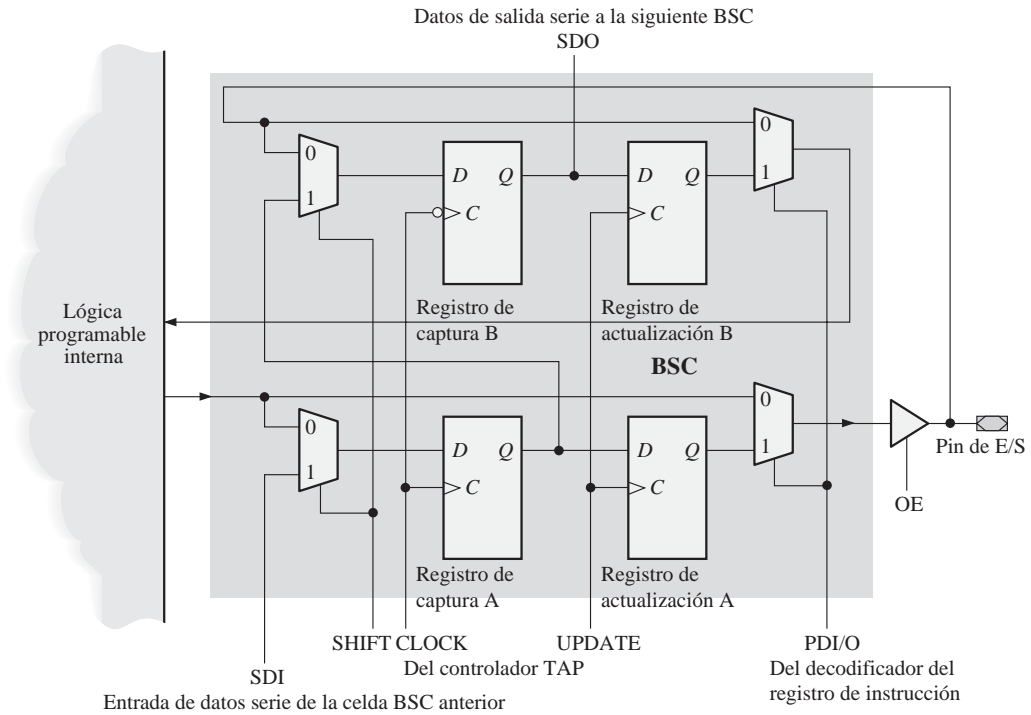 Datos de salida serie a la siguiente BSC
SDO
0
1
D
Q
C
D
Q
C
0
1
Lógica
programable
interna
Registro de
captura B
Registro de
actualización B
BSC
0
1
D
Q
C
D
Q
C
0
1
Pin de E/S
OE
Registro de
captura A
Registro de
actualización A
SHIFT CLOCK
UPDATE
PDI/O
SDI
Del controlador TAP
Del decodificador del
registro de instrucción
Entrada de datos serie de la celda BSC anterior